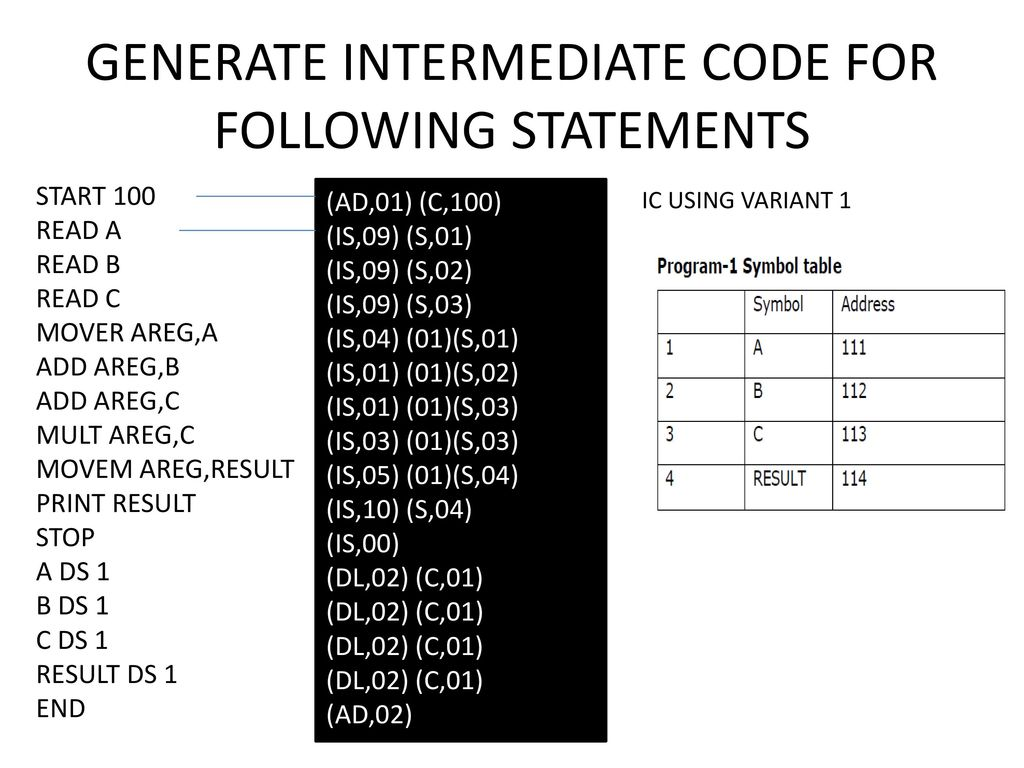 GENERATE INTERMEDIATE CODE FOR
FOLLOWING STATEMENTS
START 100
READ A
READ B
READ C
MOVER AREG,A
ADD AREG,B
ADD AREG,C
MULT AREG,C
MOVEM AREG,RESULT
PRINT RESULT
STOP
A DS 1
B DS 1
C DS 1
RESULT DS 1
END
(AD,01) (C,100)
(IS,09) (S,01)
(IS,09) (S,02)
(IS,09) (S,03)
(IS,04) (01)(S,01)
(IS,01) (01)(S,02)
(IS,01) (01)(S,03)
(IS,03) (01)(S,03)
(IS,05) (01)(S,04)
(IS,10) (S,04)
(IS,00)
(DL,02) (C,01)
(DL,02) (C,01)
(DL,02) (C,01)
(DL,02) (C,01)
(AD,02)
IC USING VARIANT 1
Program-1 Symbol table
Symbol Address
1 A 111
2 B 112
3 C 113
4 RESULT 114